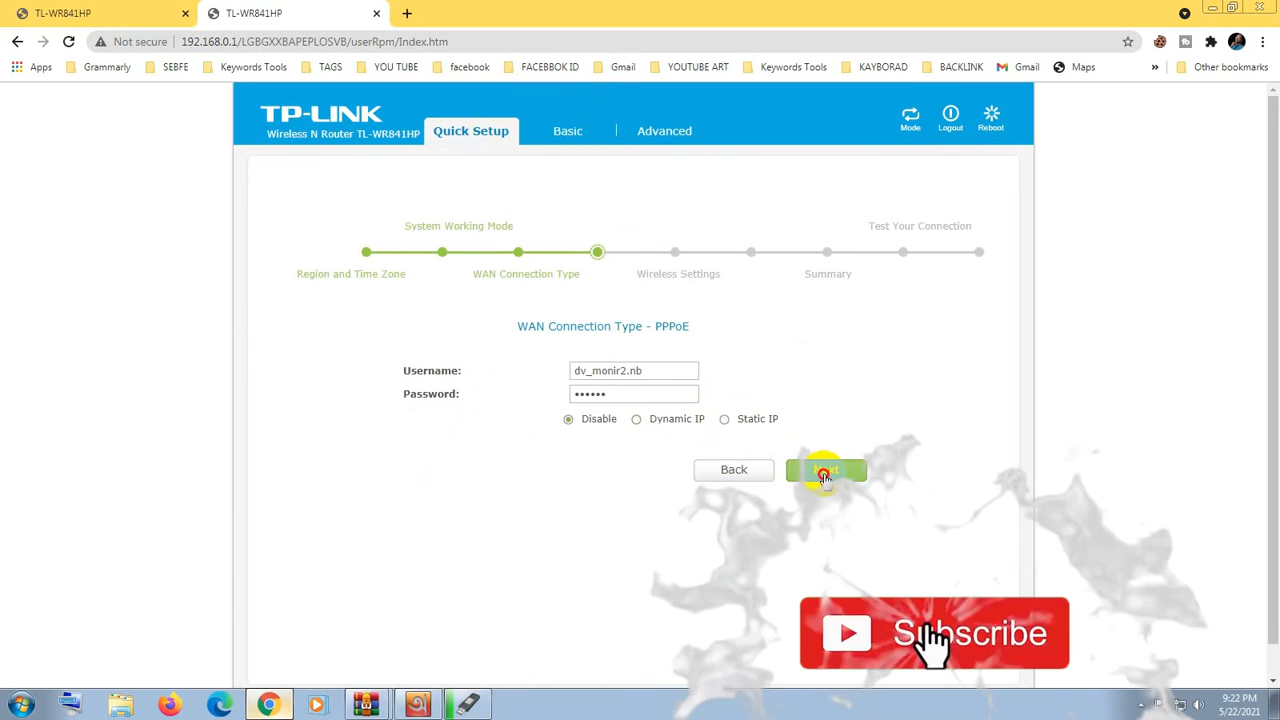 TL-WR841HP
TL-WR841HP
Not secure 192.168.0.1/LGBGXXBAPEPLOSVB/userRpm/Index.htm
Apps Grammarly SEBFE Keywords Tools TAGS YOU TUBE facebook FACEBBOK ID Gmail YOUTUBE ART Keywords Tools KAYBORAD BACKLINK Gmail Maps » Other bookmarks
TP-LINK
Wireless N Router TL-WR841HP
Quick Setup Basic Advanced
Mode Logout Reboot
System Working Mode Test Your Connection
Region and Time Zone WAN Connection Type Wireless Settings Summary
WAN Connection Type - PPPoE
Username: dv_monir2.nb
Password: ••••••
Disable Dynamic IP Static IP
Back Next
Subscribe
9:22 PM
5/22/2021